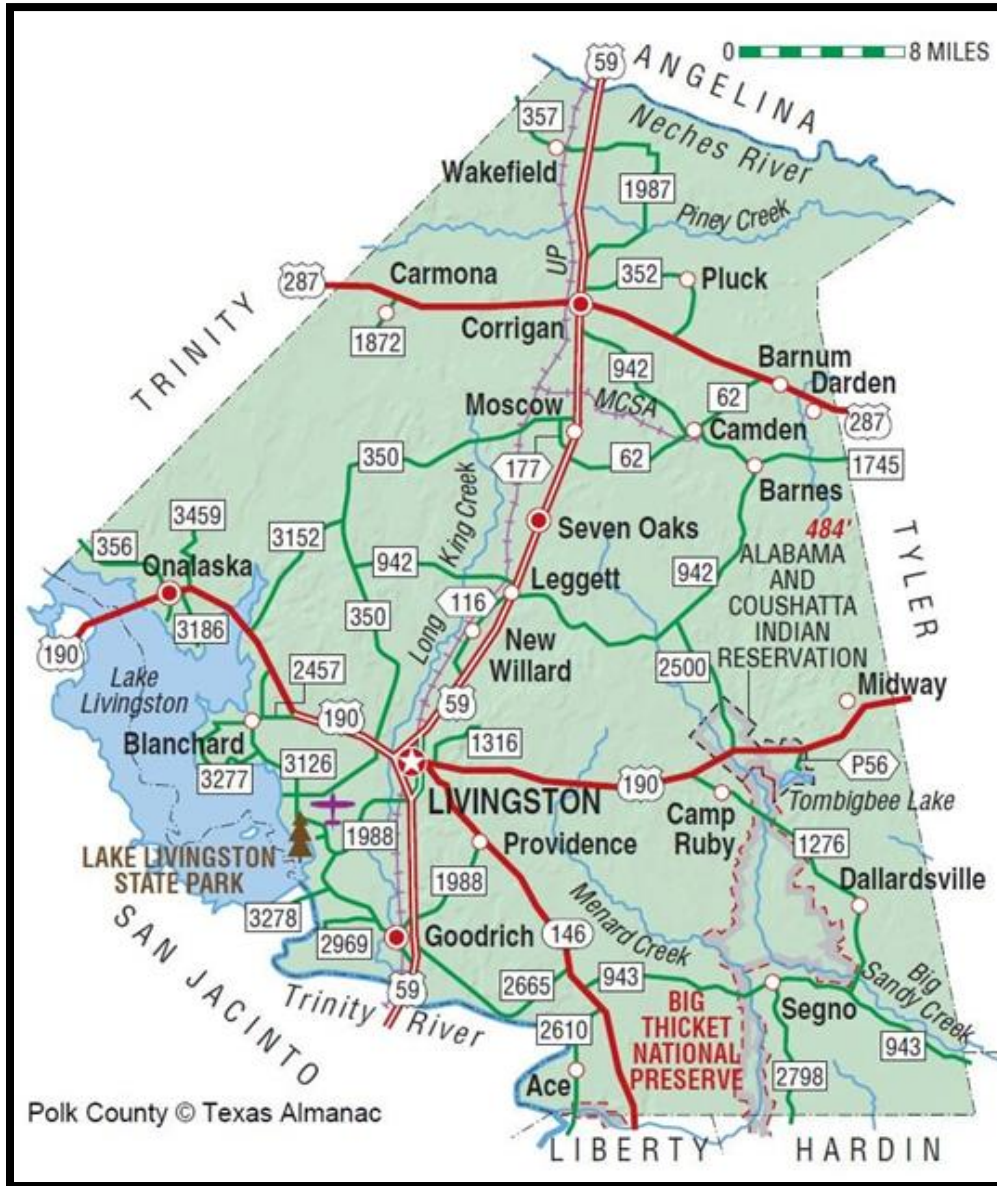 0 8 MILES
59
ANGELINA
357
Neches River
Wakefield
1987
Piney Creek
UP
352
Pluck
287
Carmona
TRINITY
Corrigan
1872
942
Barnum
Darden
62
MCSA
287
Moscow
Camden
350
177
62
1745
Barnes
King Creek
3459
Seven Oaks
484'
356
3152
ALABAMA
AND
COUSHATTA
INDIAN
RESERVATION
TYLER
Onalaska
942
Leggett
942
116
350
3186
Long
New
Willard
190
2500
Lake
Livingston
2457
59
Midway
190
Blanchard
1316
3277
3126
190
P56
LIVINGSTON
Camp
Ruby
Tombigbee Lake
1988
Providence
1276
LAKE LIVINGSTON
STATE PARK
1988
Dallardsville
Menard Creek
3278
2969
Goodrich
146
Big
Sandy Creek
SAN JACINTO
59
2665
943
Trinity River
BIG
THICKET
NATIONAL
PRESERVE
Segno
2610
943
Ace
2798
Polk County © Texas Almanac
LIBERTY
HARDIN